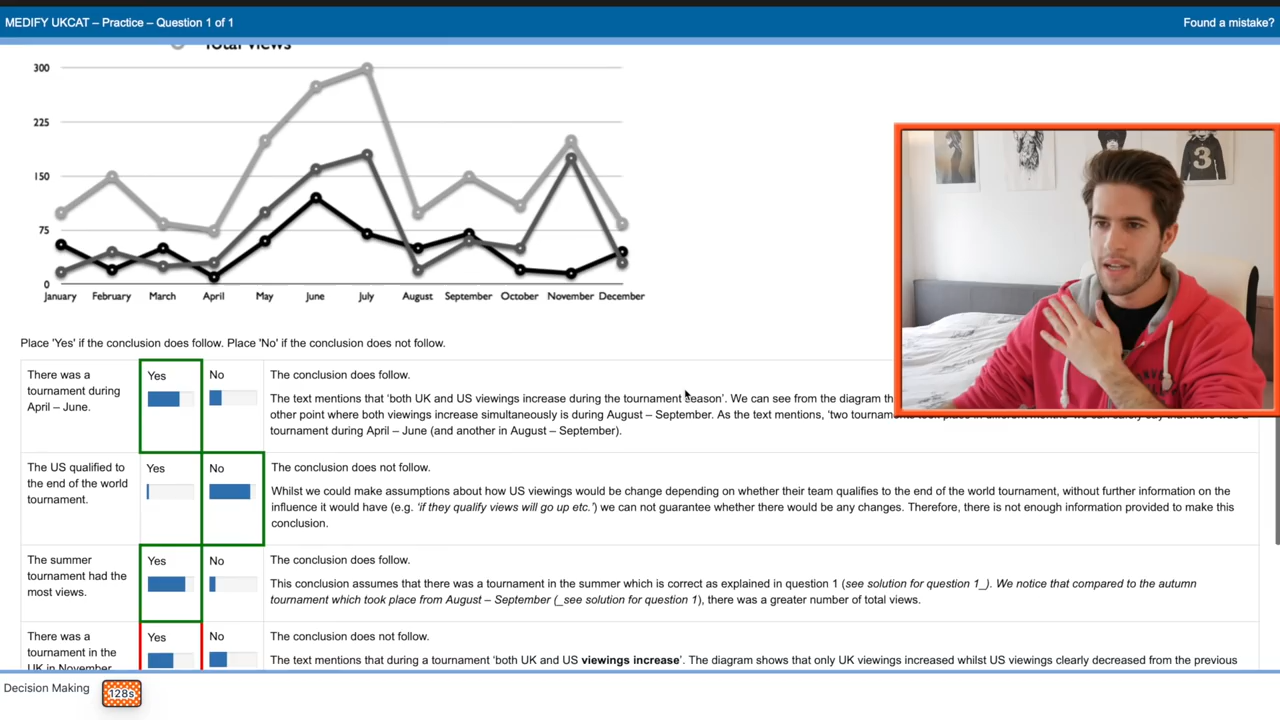 MEDIFY UKCAT – Practice – Question 1 of 1
Found a mistake?
Total views
300
225
150
75
0
January February March April May June July August September October November December
3
Place 'Yes' if the conclusion does follow. Place 'No' if the conclusion does not follow.
There was a
tournament during
April – June.
Yes
No
The conclusion does follow.
The text mentions that 'both UK and US viewings increase during the tournament season'. We can see from the diagram th
other point where both viewings increase simultaneously is during August – September. As the text mentions, 'two tournam
tournament during April – June (and another in August – September).
The US qualified to
the end of the world
tournament.
Yes
No
The conclusion does not follow.
Whilst we could make assumptions about how US viewings would be change depending on whether their team qualifies to the end of the world tournament, without further information on the
influence it would have (e.g. 'if they qualify views will go up etc.') we can not guarantee whether there would be any changes. Therefore, there is not enough information provided to make this
conclusion.
The summer
tournament had the
most views.
Yes
No
The conclusion does follow.
This conclusion assumes that there was a tournament in the summer which is correct as explained in question 1 (see solution for question 1_). We notice that compared to the autumn
tournament which took place from August – September (_see solution for question 1), there was a greater number of total views.
There was a
tournament in the
UK in November
Yes
No
The conclusion does not follow.
The text mentions that during a tournament 'both UK and US viewings increase'. The diagram shows that only UK viewings increased whilst US viewings clearly decreased from the previous
Decision Making
128s